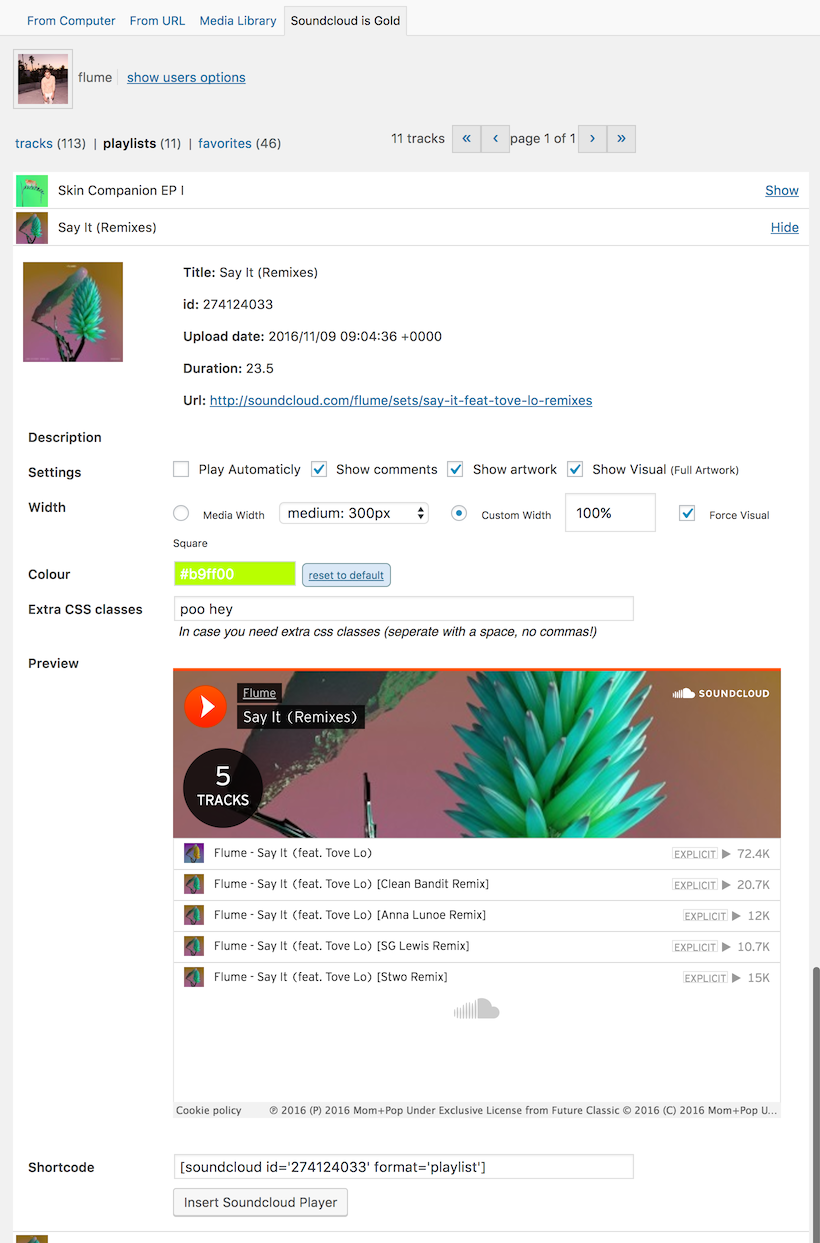 From Computer From URL Media Library Soundcloud is Gold
flume show users options
tracks (113) | playlists (11) | favorites (46) 11 tracks « ‹ page 1 of 1 › »
Skin Companion EP I Show
Say It (Remixes) Hide
Title: Say It (Remixes)
id: 274124033
Upload date: 2016/11/09 09:04:36 +0000
Duration: 23.5
Url: http://soundcloud.com/flume/sets/say-it-feat-tove-lo-remixes
Description
Settings Play Automaticly Show comments Show artwork Show Visual (Full Artwork)
Width Media Width medium: 300px Custom Width 100% Force Visual
Square
Colour #b9ff00 reset to default
Extra CSS classes poo hey
In case you need extra css classes (seperate with a space, no commas!)
Preview
Flume SOUNDCLOUD
Say It (Remixes)
5
TRACKS
Flume - Say It (feat. Tove Lo) EXPLICIT 72.4K
Flume - Say It (feat. Tove Lo) [Clean Bandit Remix] EXPLICIT 20.7K
Flume - Say It (feat. Tove Lo) [Anna Lunoe Remix] EXPLICIT 12K
Flume - Say It (feat. Tove Lo) [SG Lewis Remix] EXPLICIT 10.7K
Flume - Say It (feat. Tove Lo) [Stwo Remix] EXPLICIT 15K
Cookie policy ℗ 2016 (P) 2016 Mom+Pop Under Exclusive License from Future Classic © 2016 (C) 2016 Mom+Pop U...
Shortcode [soundcloud id='274124033' format='playlist']
Insert Soundcloud Player